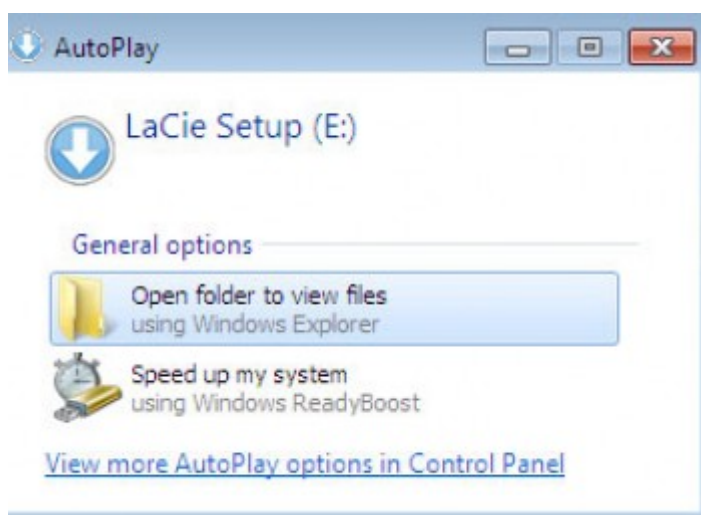 AutoPlay
LaCie Setup (E:)
General options
Open folder to view files
using Windows Explorer
Speed up my system
using Windows ReadyBoost
View more AutoPlay options in Control Panel